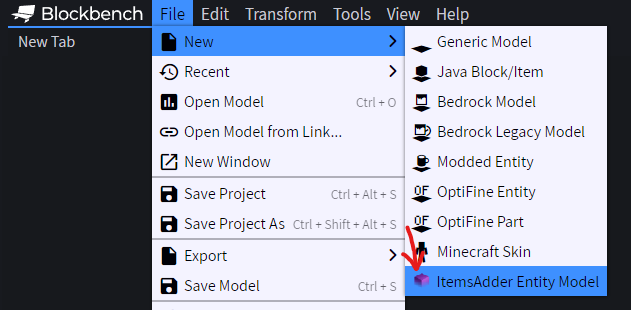 Blockbench File Edit Transform Tools View Help
New Tab
New
Recent
Open Model Ctrl + O
Open Model from Link...
New Window
Save Project Ctrl + Alt + S
Save Project As Ctrl + Shift + Alt + S
Export
Save Model Ctrl + S
Generic Model
Java Block/Item
Bedrock Model
Bedrock Legacy Model
Modded Entity
OF OptiFine Entity
OF OptiFine Part
Minecraft Skin
ItemsAdder Entity Model